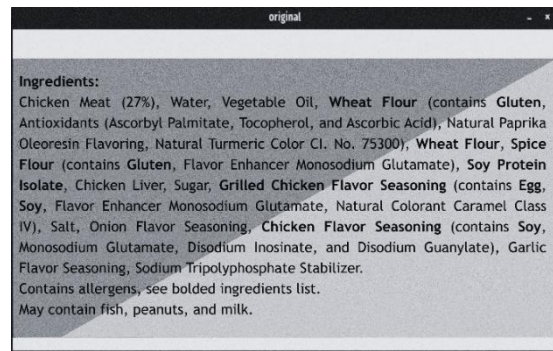 original
Ingredients:
Chicken Meat (27%), Water, Vegetable Oil, Wheat Flour (contains Gluten,
Antioxidants (Ascorbyl Palmitate, Tocopherol, and Ascorbic Acid), Natural Paprika
Oleoresin Flavoring, Natural Turmeric Color CI. No. 75300), Wheat Flour, Spice
Flour (contains Gluten, Flavor Enhancer Monosodium Glutamate), Soy Protein
Isolate, Chicken Liver, Sugar, Grilled Chicken Flavor Seasoning (contains Egg,
Soy, Flavor Enhancer Monosodium Glutamate, Natural Colorant Caramel Class
IV), Salt, Onion Flavor Seasoning, Chicken Flavor Seasoning (contains Soy,
Monosodium Glutamate, Disodium Inosinate, and Disodium Guanylate), Garlic
Flavor Seasoning, Sodium Tripolyphosphate Stabilizer.
Contains allergens, see bolded ingredients list.
May contain fish, peanuts, and milk.